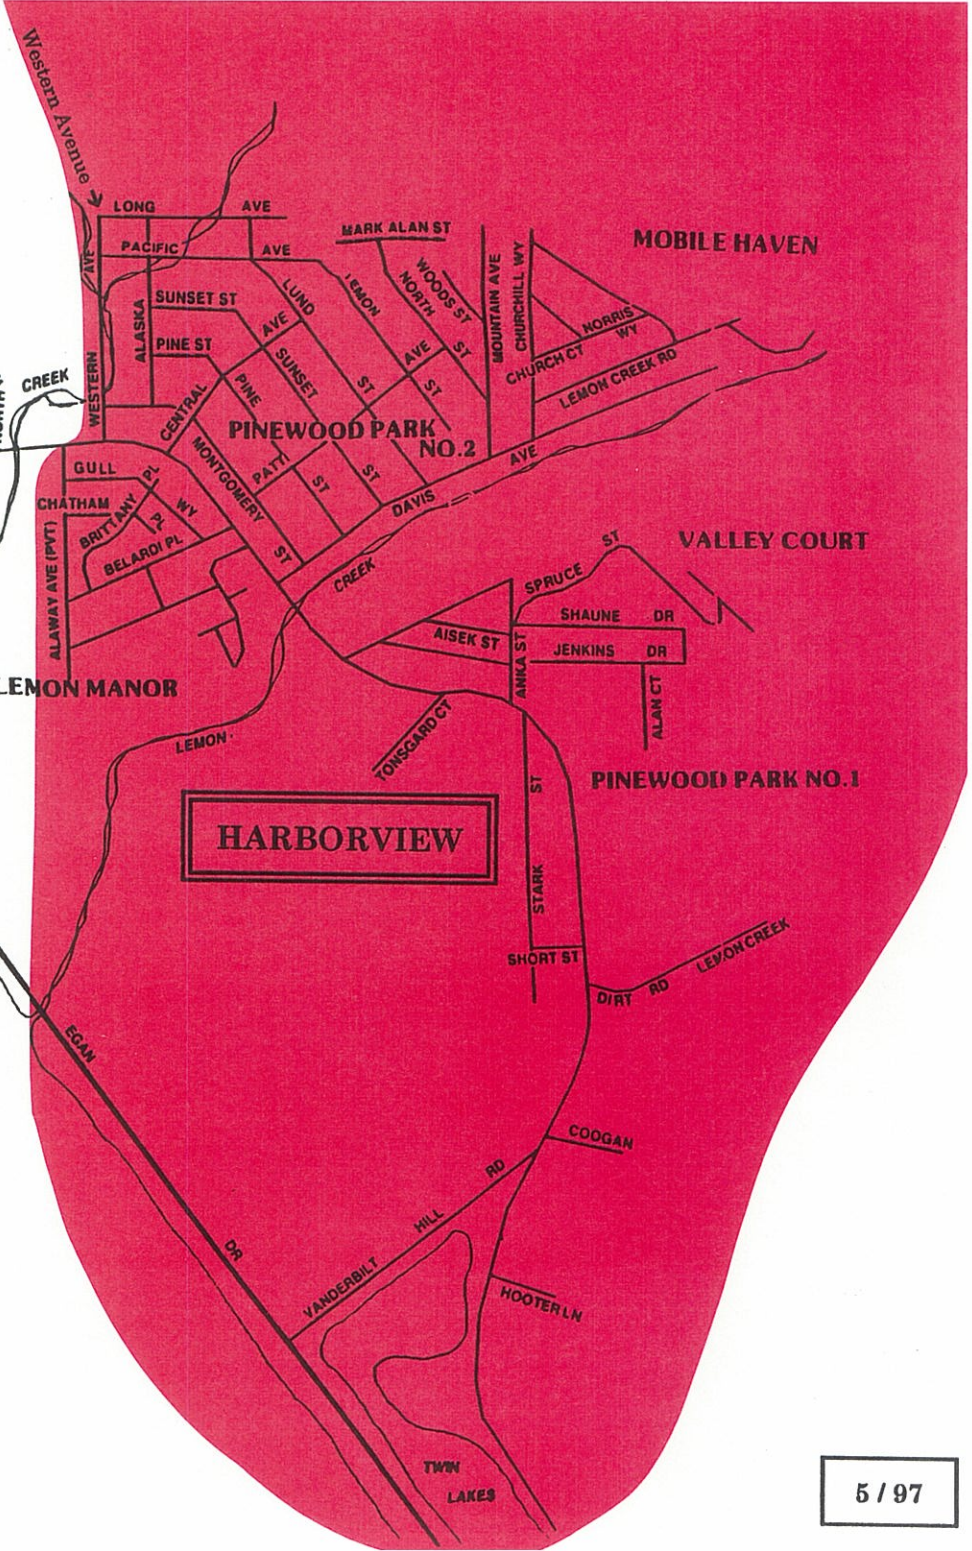 Western Avenue
LONG AVE
PACIFIC AVE
AVE
WESTERN
ALASKA
SUNSET ST
PINE ST
CREEK
MARK ALAN ST
WOODS ST
NORTH ST
MOUNTAIN AVE
CHURCHILL WY
MOBILE HAVEN
NORRIS WY
CHURCH CT
LEMON CREEK RD
LUND ST
EMON ST
CENTRAL AVE AVE
SUNSET ST
PINE ST
PATTI
PINEWOOD PARK
NO.2
MONTGOMERY ST
DAVIS AVE
GULL WY
CHATHAM PL
BRITTANY PL
BELARDI PL
ALAWAY AVE (PVT)
LEMON MANOR
CREEK
SPRUCE ST
VALLEY COURT
SHAUNE DR
AISEK ST
ANKA ST
JENKINS DR
ALAN CT
LEMON
TONSGARD CT
PINEWOOD PARK NO.1
HARBORVIEW
STARK ST
SHORT ST
DIRT RD LEMON CREEK
EGAN DR
COOGAN
VANDERBILT HILL RD
HOOTER LN
TWIN
LAKES
5 / 97